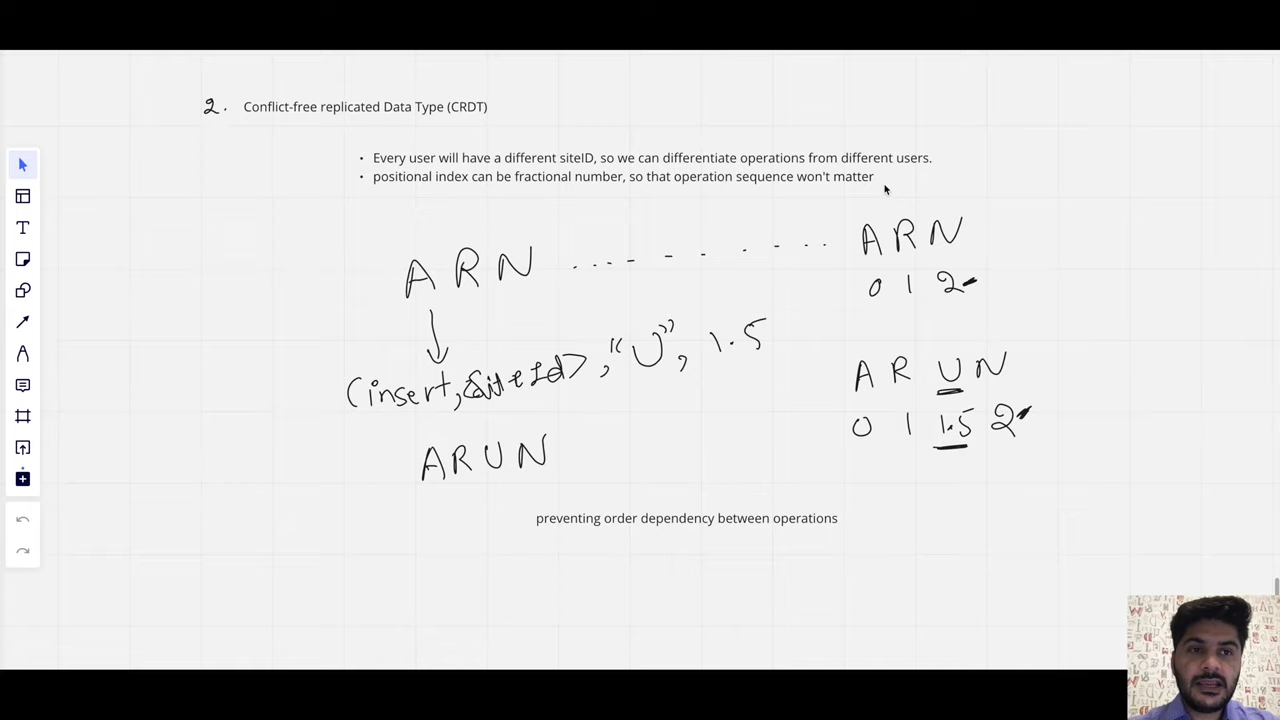 2. Conflict-free replicated Data Type (CRDT)
• Every user will have a different siteID, so we can differentiate operations from different users.
• positional index can be fractional number, so that operation sequence won't matter
A R N ........... A R N
0 1 2
(insert, <siteId>, "U", 1.5
A R U N
0 1 1.5 2
A R U N
preventing order dependency between operations